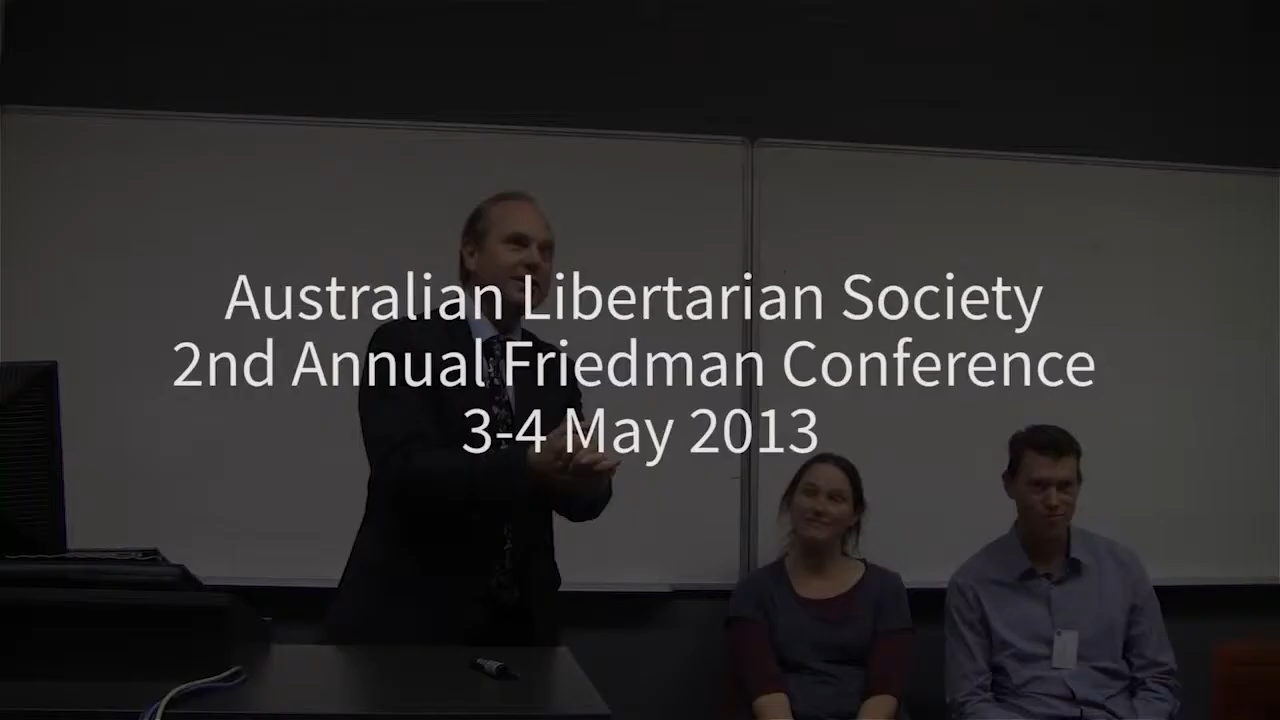 Australian Libertarian Society
2nd Annual Friedman Conference
3-4 May 2013